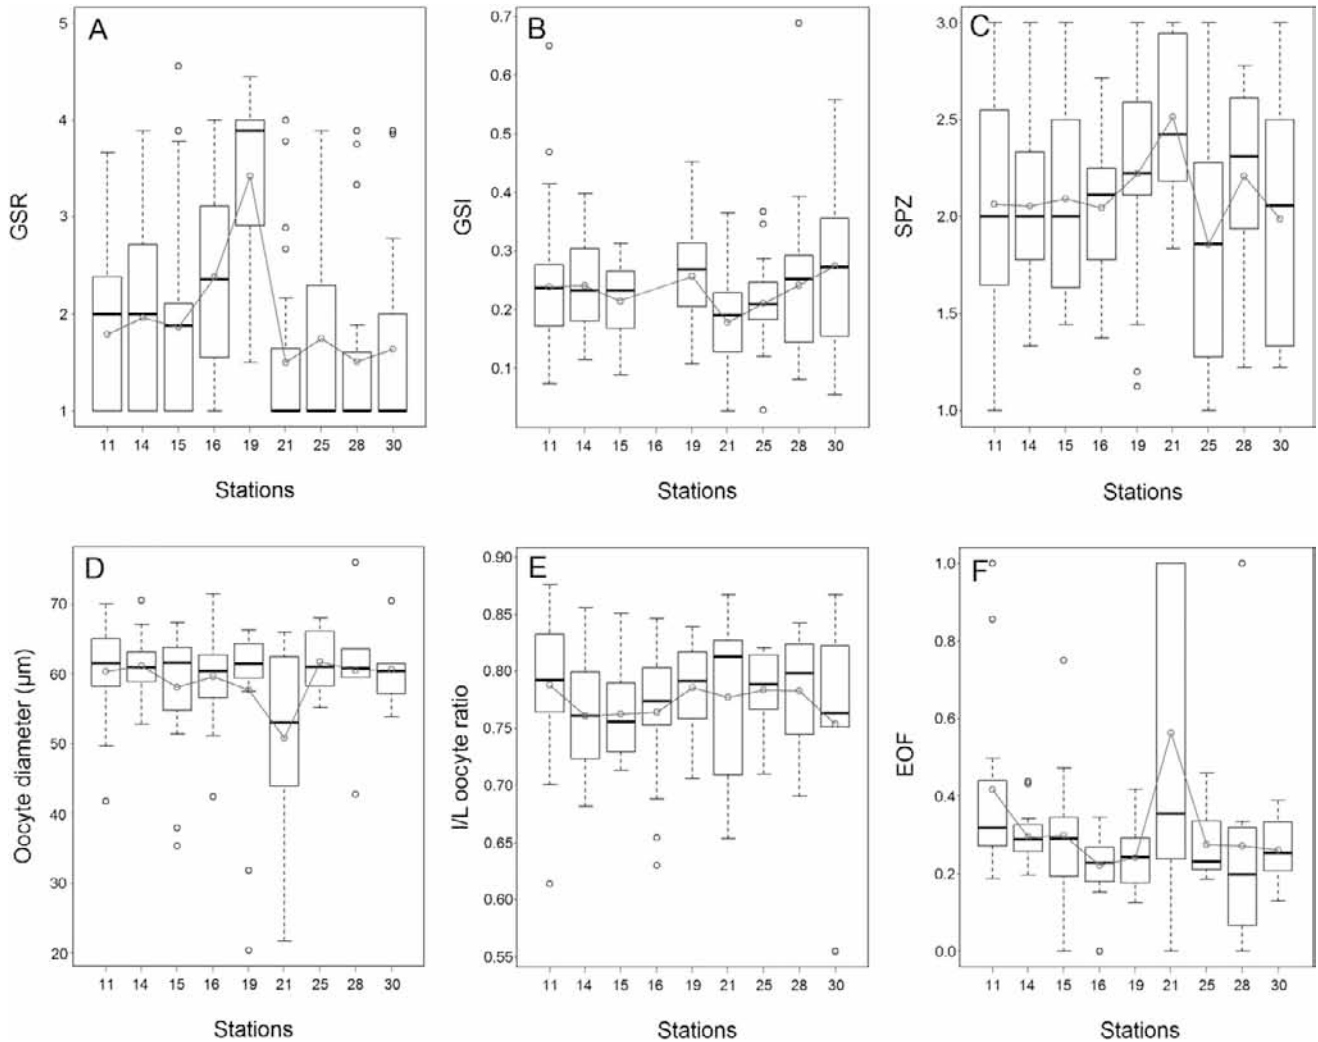 A
GSR
5
4
3
2
1
11 14 15 16 19 21 25 28 30
Stations
B
GSI
0.7
0.6
0.5
0.4
0.3
0.2
0.1
11 14 15 16 19 21 25 28 30
Stations
C
SPZ
3.0
2.5
2.0
1.5
1.0
11 14 15 16 19 21 25 28 30
Stations
D
Oocyte diameter (µm)
70
60
50
40
30
20
11 14 15 16 19 21 25 28 30
Stations
E
I/L oocyte ratio
0.90
0.85
0.80
0.75
0.70
0.65
0.60
0.55
11 14 15 16 19 21 25 28 30
Stations
F
EOF
1.0
0.8
0.6
0.4
0.2
0.0
11 14 15 16 19 21 25 28 30
Stations